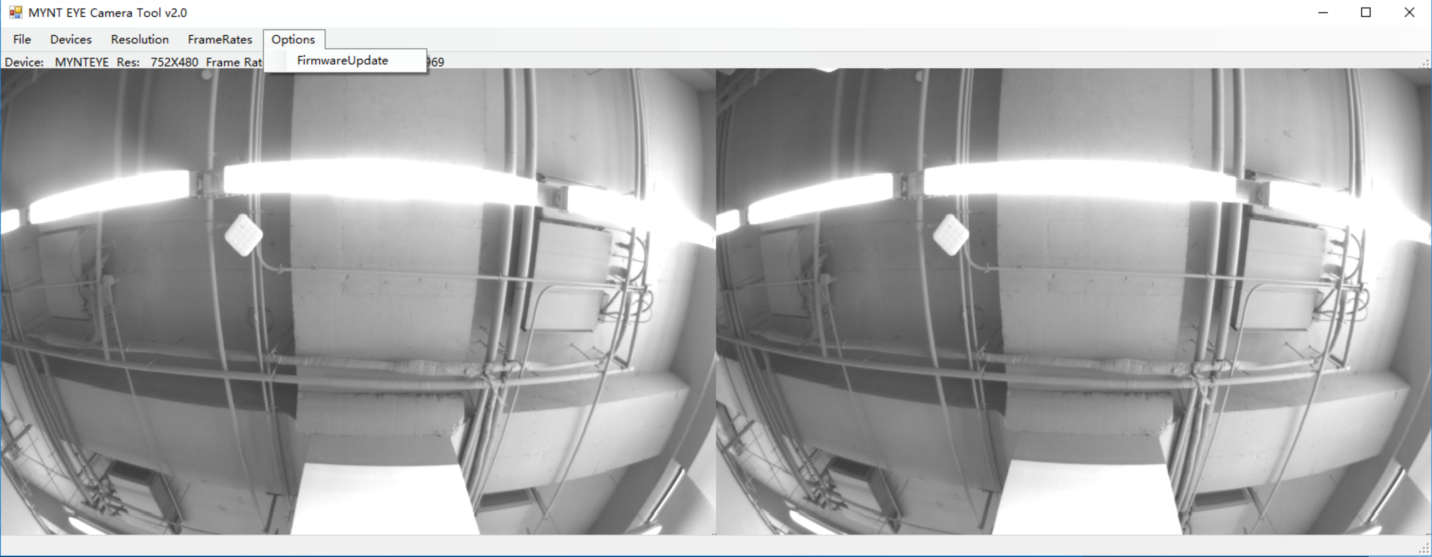 MYNT EYE Camera Tool v2.0
File Devices Resolution FrameRates Options
FirmwareUpdate
Device: MYNTEYE Res: 752X480 Frame Rat 969